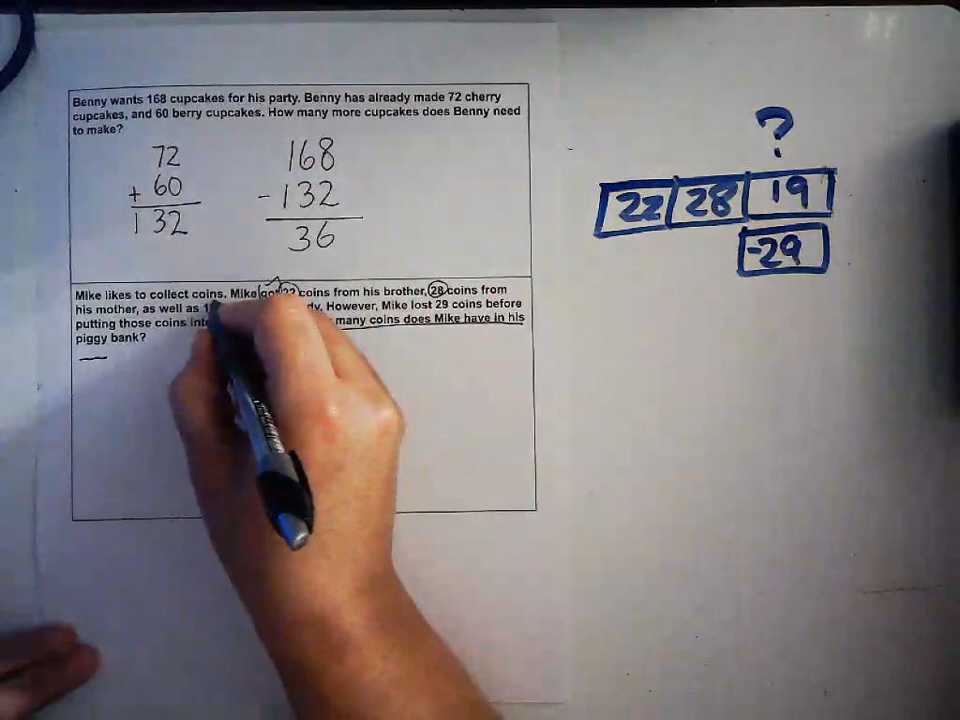 Benny wants 168 cupcakes for his party. Benny has already made 72 cherry
cupcakes, and 60 berry cupcakes. How many more cupcakes does Benny need
to make?
72
+ 60
132
168
- 132
36
Mike likes to collect coins. Mike got 22 coins from his brother, 28 coins from
his mother, as well as However, Mike lost 29 coins before
putting those coins into many coins does Mike have in his
piggy bank?
?
22 28 19
-29